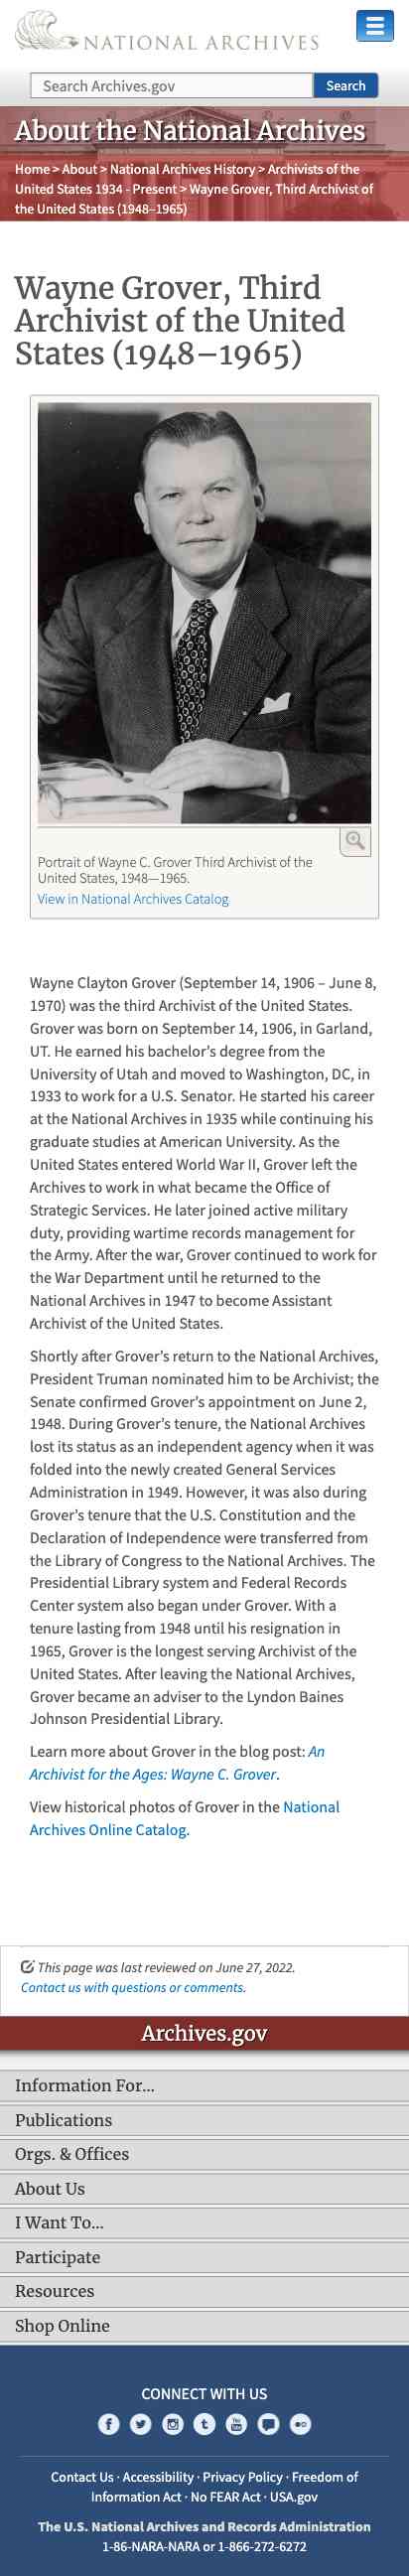 NATIONAL ARCHIVES
Search Archives.gov
Search
About the National Archives
Home > About > National Archives History > Archivists of the
United States 1934 - Present > Wayne Grover, Third Archivist of
the United States (1948–1965)
Wayne Grover, Third
Archivist of the United
States (1948–1965)
Portrait of Wayne C. Grover Third Archivist of the
United States, 1948—1965.
View in National Archives Catalog
Wayne Clayton Grover (September 14, 1906 – June 8,
1970) was the third Archivist of the United States.
Grover was born on September 14, 1906, in Garland,
UT. He earned his bachelor’s degree from the
University of Utah and moved to Washington, DC, in
1933 to work for a U.S. Senator. He started his career
at the National Archives in 1935 while continuing his
graduate studies at American University. As the
United States entered World War II, Grover left the
Archives to work in what became the Office of
Strategic Services. He later joined active military
duty, providing wartime records management for
the Army. After the war, Grover continued to work for
the War Department until he returned to the
National Archives in 1947 to become Assistant
Archivist of the United States.
Shortly after Grover’s return to the National Archives,
President Truman nominated him to be Archivist; the
Senate confirmed Grover’s appointment on June 2,
1948. During Grover’s tenure, the National Archives
lost its status as an independent agency when it was
folded into the newly created General Services
Administration in 1949. However, it was also during
Grover’s tenure that the U.S. Constitution and the
Declaration of Independence were transferred from
the Library of Congress to the National Archives. The
Presidential Library system and Federal Records
Center system also began under Grover. With a
tenure lasting from 1948 until his resignation in
1965, Grover is the longest serving Archivist of the
United States. After leaving the National Archives,
Grover became an adviser to the Lyndon Baines
Johnson Presidential Library.
Learn more about Grover in the blog post: An
Archivist for the Ages: Wayne C. Grover.
View historical photos of Grover in the National
Archives Online Catalog.
This page was last reviewed on June 27, 2022.
Contact us with questions or comments.
Archives.gov
Information For…
Publications
Orgs. & Offices
About Us
I Want To…
Participate
Resources
Shop Online
CONNECT WITH US
Contact Us · Accessibility · Privacy Policy · Freedom of
Information Act · No FEAR Act · USA.gov
The U.S. National Archives and Records Administration
1-86-NARA-NARA or 1-866-272-6272